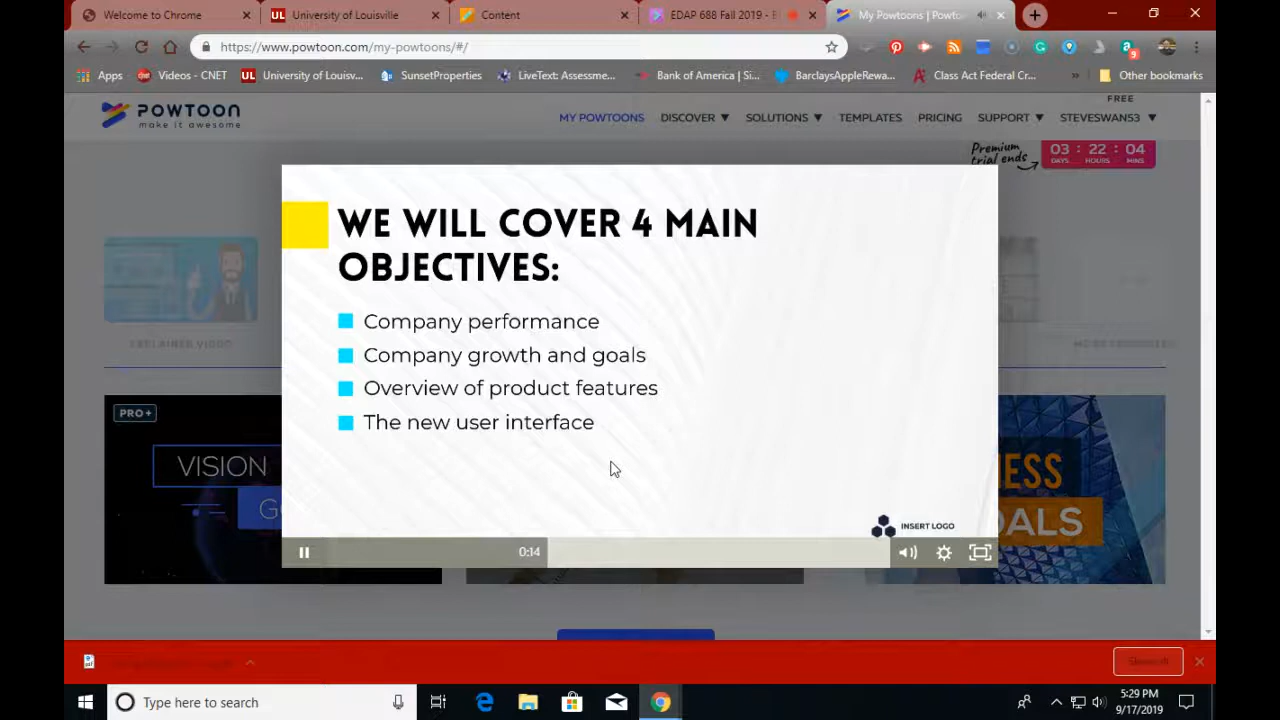 Welcome to Chrome
University of Louisville
Content
EDAP 688 Fall 2019 - B
My Powtoons | Powto
https://www.powtoon.com/my-powtoons/#/
Apps
Videos - CNET
University of Louisv...
SunsetProperties
LiveText: Assessme...
Bank of America | Si...
BarclaysAppleRewa...
Class Act Federal Cr...
»
Other bookmarks
POWTOON
make it awesome
FREE
MY POWTOONS
DISCOVER
SOLUTIONS
TEMPLATES
PRICING
SUPPORT
STEVESWANS3
Premium
trial ends
03 : 22 : 04
DAYS HOURS MINS
WE WILL COVER 4 MAIN
OBJECTIVES:
Company performance
Company growth and goals
Overview of product features
The new user interface
INSERT LOGO
0:14
EXPLAINER VIDEO
PRO+
VISION
ALS
Show all
Type here to search
5:29 PM
9/17/2019